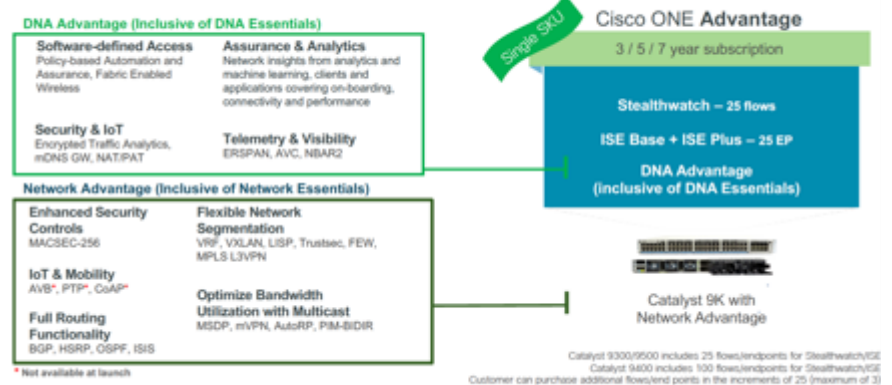 DNA Advantage (Inclusive of DNA Essentials)
Software-defined Access
Policy-based Automation and
Assurance, Fabric Enabled
Wireless
Assurance & Analytics
Network insights from analytics and
machine learning, clients and
applications covering on-boarding,
connectivity and performance
Security & IoT
Encrypted Traffic Analytics,
mDNS GW, NAT/PAT
Telemetry & Visibility
ERSPAN, AVC, NBAR2
Network Advantage (Inclusive of Network Essentials)
Enhanced Security
Controls
MACSEC-256
Flexible Network
Segmentation
VRF, VXLAN, LISP, Trustsec, FEW,
MPLS L3VPN
IoT & Mobility
AVB*, PTP*, CoAP*
Optimize Bandwidth
Utilization with Multicast
MSDP, mVPN, AutoRP, PIM-BIDIR
Full Routing
Functionality
BGP, HSRP, OSPF, ISIS
* Not available at launch
Single SKU
Cisco ONE Advantage
3 / 5 / 7 year subscription
Stealthwatch – 25 flows
ISE Base + ISE Plus – 25 EP
DNA Advantage
(inclusive of DNA Essentials)
Catalyst 9K with
Network Advantage
Catalyst 9300/9500 includes 25 flows/endpoints for Stealthwatch/ISE
Catalyst 9400 includes 100 flows/endpoints for Stealthwatch/ISE
Customer can purchase additional flows/end points in the increments of 25 (maximum of 3